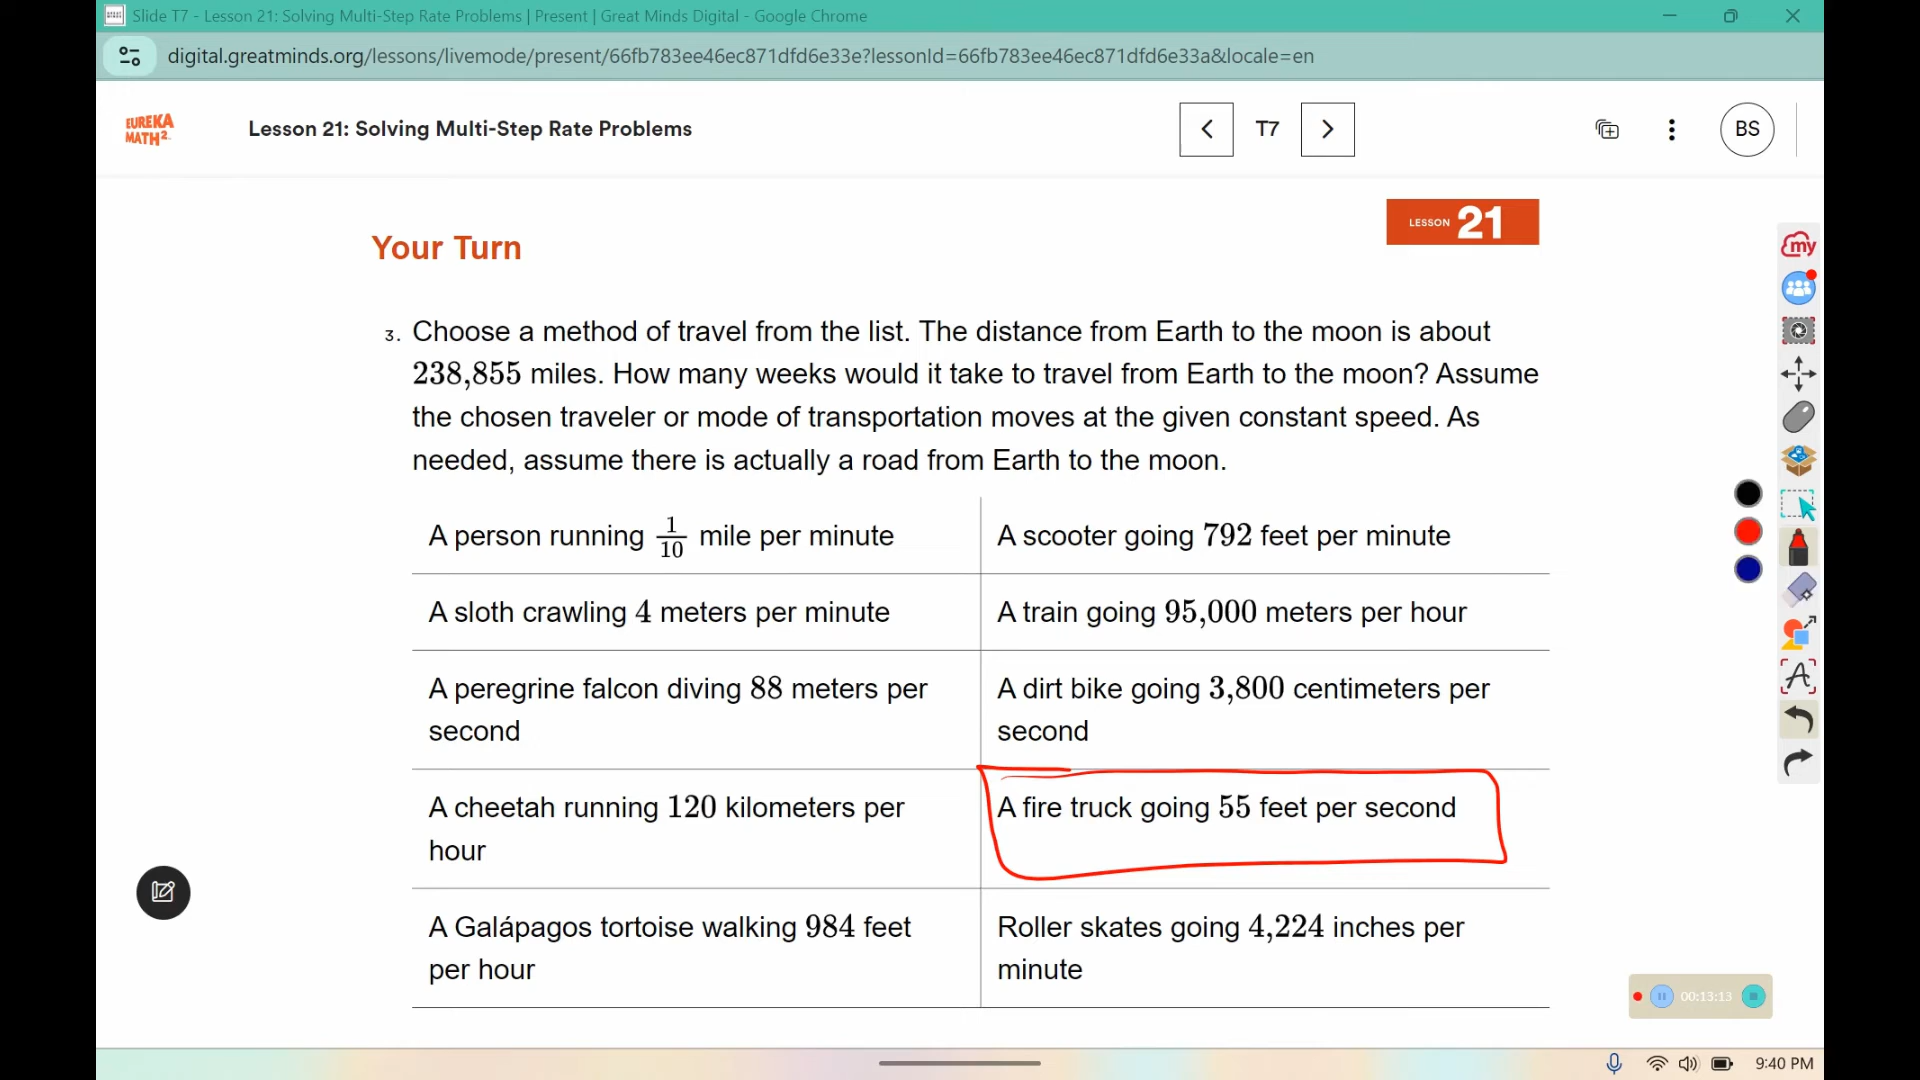 Slide T7 - Lesson 21: Solving Multi-Step Rate Problems | Present | Great Minds Digital - Google Chrome
digital.greatminds.org/lessons/livemode/present/66fb783ee46ec871dfd6e33e?lessonId=66fb783ee46ec871dfd6e33a&locale=en
EUREKA
MATH²
Lesson 21: Solving Multi-Step Rate Problems
T7
BS
LESSON 21
Your Turn
my
3. Choose a method of travel from the list. The distance from Earth to the moon is about
238,855 miles. How many weeks would it take to travel from Earth to the moon? Assume
the chosen traveler or mode of transportation moves at the given constant speed. As
needed, assume there is actually a road from Earth to the moon.
A person running 1/10 mile per minute
A scooter going 792 feet per minute
A sloth crawling 4 meters per minute
A train going 95,000 meters per hour
A peregrine falcon diving 88 meters per
second
A dirt bike going 3,800 centimeters per
second
A cheetah running 120 kilometers per
hour
A fire truck going 55 feet per second
A Galápagos tortoise walking 984 feet
per hour
Roller skates going 4,224 inches per
minute
00:13:13
9:40 PM